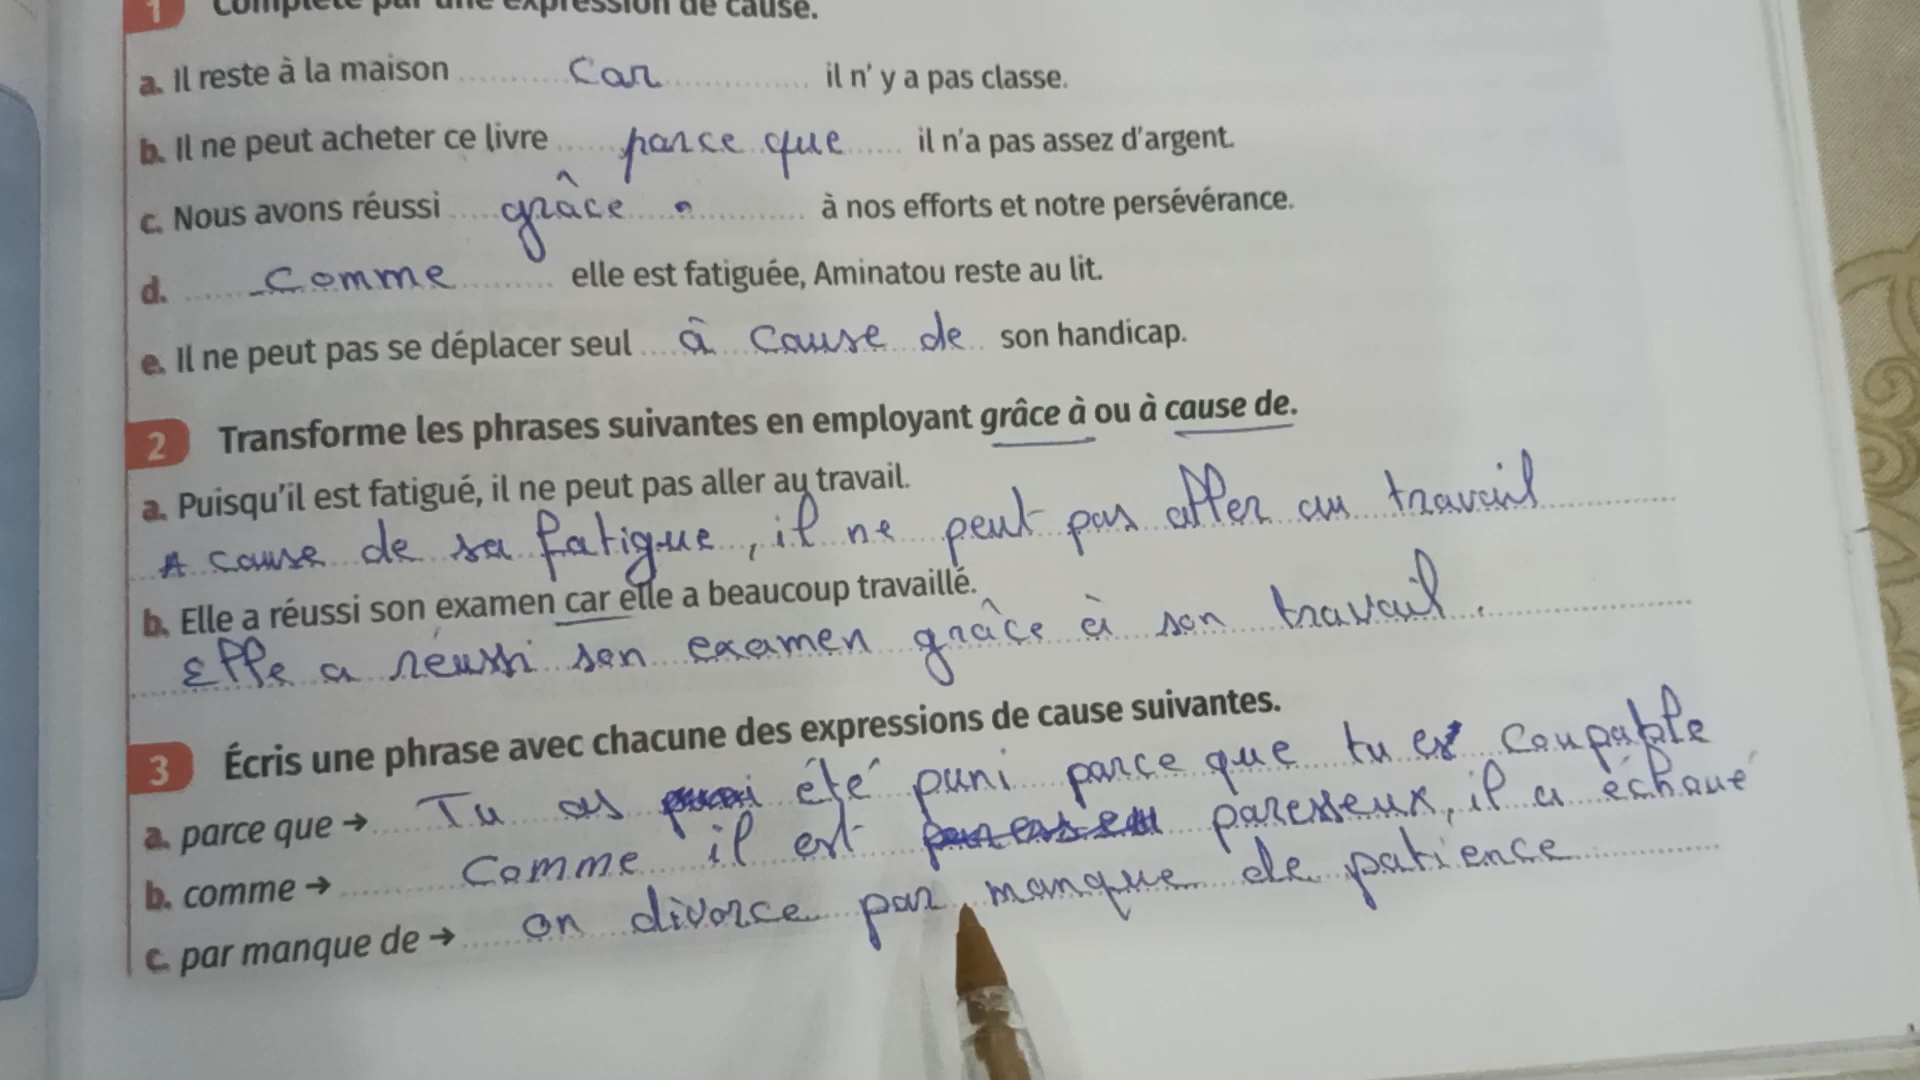 1 Complète par une expression de cause.
a. Il reste à la maison Car il n' y a pas classe.
b. Il ne peut acheter ce livre parce que il n'a pas assez d'argent.
c. Nous avons réussi grâce à nos efforts et notre persévérance.
d. Comme elle est fatiguée, Aminatou reste au lit.
e. Il ne peut pas se déplacer seul à cause de son handicap.
2 Transforme les phrases suivantes en employant grâce à ou à cause de.
a. Puisqu'il est fatigué, il ne peut pas aller au travail.
A cause de sa fatigue, il ne peut pas aller au travail
b. Elle a réussi son examen car elle a beaucoup travaillé.
Elle a réussi son examen grâce à son travail.
3 Écris une phrase avec chacune des expressions de cause suivantes.
a. parce que → Tu as été puni parce que tu es coupable
b. comme → Comme il est paresseux, il a échoué
c. par manque de → on divorce par manque de patience